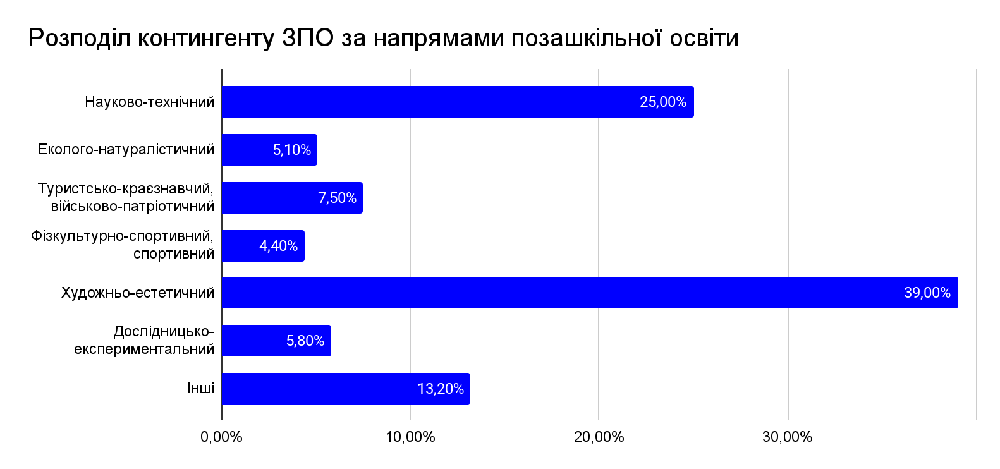 Розподіл контингенту ЗПО за напрямами позашкільної освіти
Науково-технічний
25,00%
Еколого-натуралістичний
5,10%
Туристсько-краєзнавчий,
військово-патріотичний
7,50%
Фізкультурно-спортивний,
спортивний
4,40%
Художньо-естетичний
39,00%
Дослідницько-
експериментальний
5,80%
Інші
13,20%
0,00%
10,00%
20,00%
30,00%